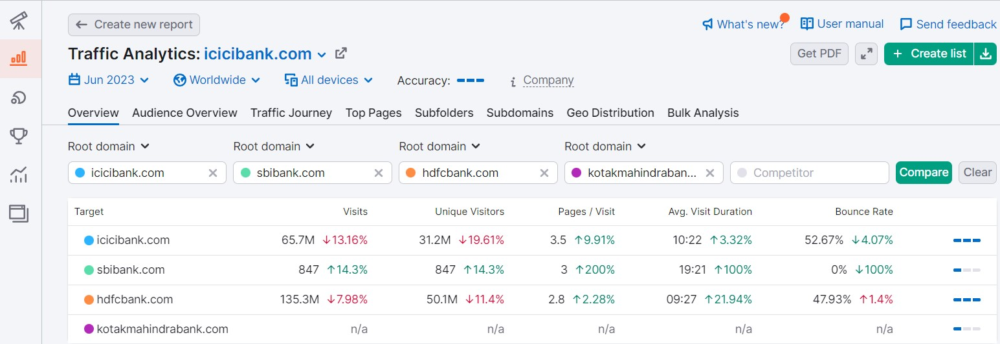 Create new report
What's new?
User manual
Send feedback
Traffic Analytics: icicibank.com
Get PDF
+ Create list
Jun 2023
Worldwide
All devices
Accuracy:
i Company
Overview Audience Overview Traffic Journey Top Pages Subfolders Subdomains Geo Distribution Bulk Analysis
Root domain Root domain Root domain Root domain
icicibank.com sbibank.com hdfcbank.com kotakmahindraban... Competitor Compare Clear
Target Visits Unique Visitors Pages / Visit Avg. Visit Duration Bounce Rate
icicibank.com 65.7M ↓13.16% 31.2M ↓19.61% 3.5 ↑9.91% 10:22 ↑3.32% 52.67% ↓4.07%
sbibank.com 847 ↑14.3% 847 ↑14.3% 3 ↑200% 19:21 ↑100% 0% ↓100%
hdfcbank.com 135.3M ↓7.98% 50.1M ↓11.4% 2.8 ↑2.28% 09:27 ↑21.94% 47.93% ↑1.4%
kotakmahindrabank.com n/a n/a n/a n/a n/a